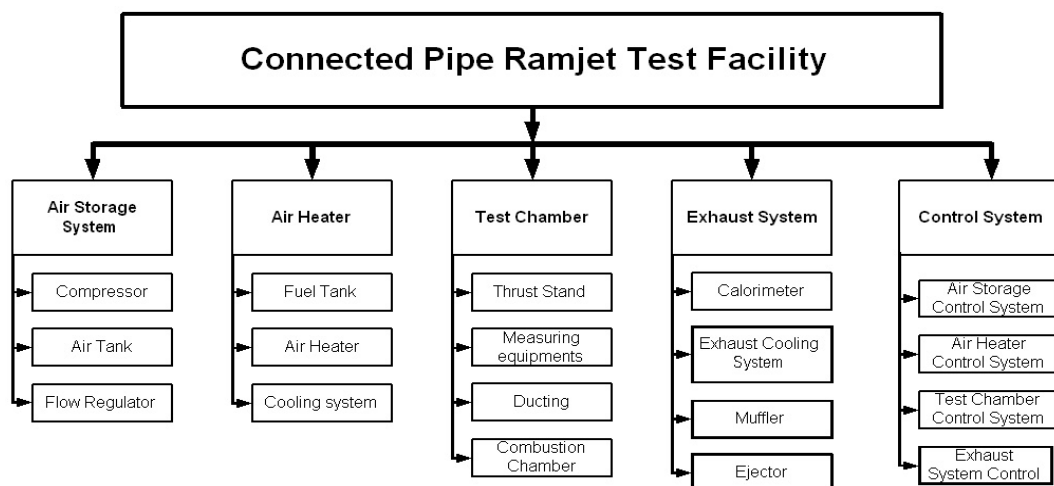 Connected Pipe Ramjet Test Facility
Air Storage
System
Compressor
Air Tank
Flow Regulator
Air Heater
Fuel Tank
Air Heater
Cooling system
Test Chamber
Thrust Stand
Measuring
equipments
Ducting
Combustion
Chamber
Exhaust System
Calorimeter
Exhaust Cooling
System
Muffler
Ejector
Control System
Air Storage
Control System
Air Heater
Control System
Test Chamber
Control System
Exhaust
System Control